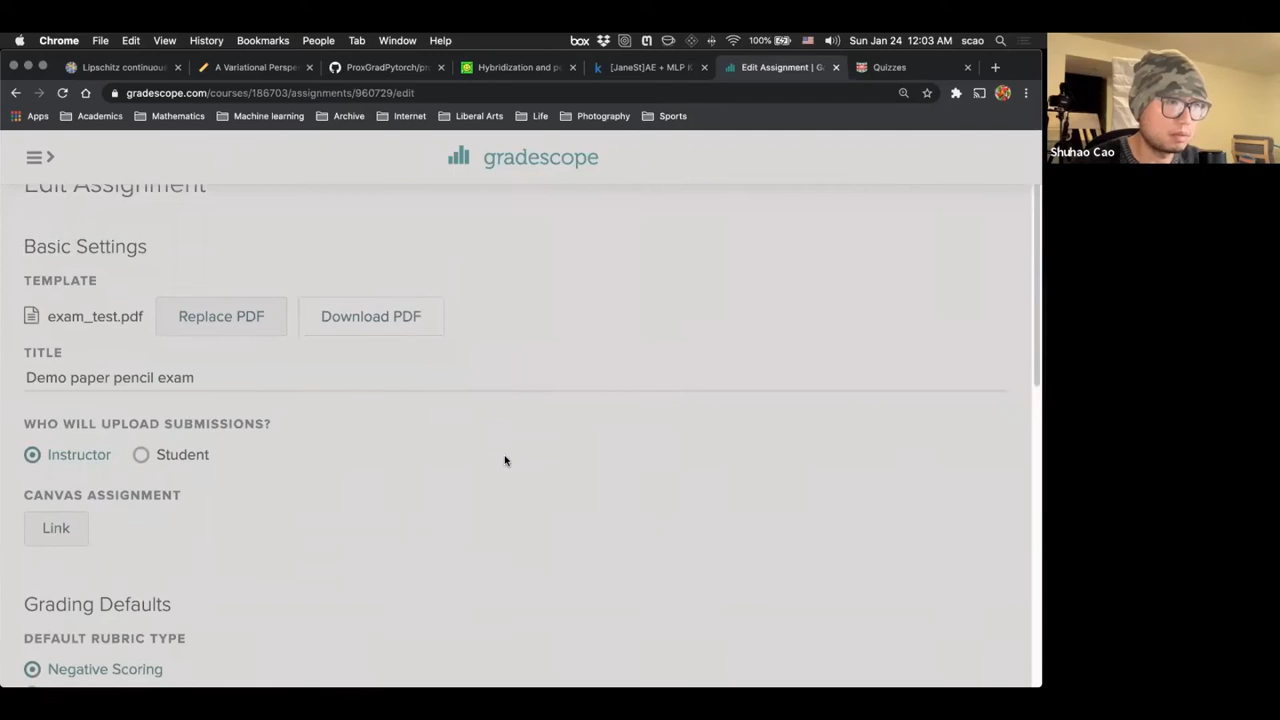 Chrome File Edit View History Bookmarks People Tab Window Help box 100% Sun Jan 24 12:03 AM scao
Lipschitz continuous A Variational Perspe ProxGradPytorch/pr Hybridization and p [JaneSt]AE + MLP K Edit Assignment | G Quizzes
gradescope.com/courses/186703/assignments/960729/edit
Apps Academics Mathematics Machine learning Archive Internet Liberal Arts Life Photography Sports
Shuhao Cao
gradescope
Edit Assignment
Basic Settings
TEMPLATE
exam_test.pdf Replace PDF Download PDF
TITLE
Demo paper pencil exam
WHO WILL UPLOAD SUBMISSIONS?
Instructor Student
CANVAS ASSIGNMENT
Link
Grading Defaults
DEFAULT RUBRIC TYPE
Negative Scoring